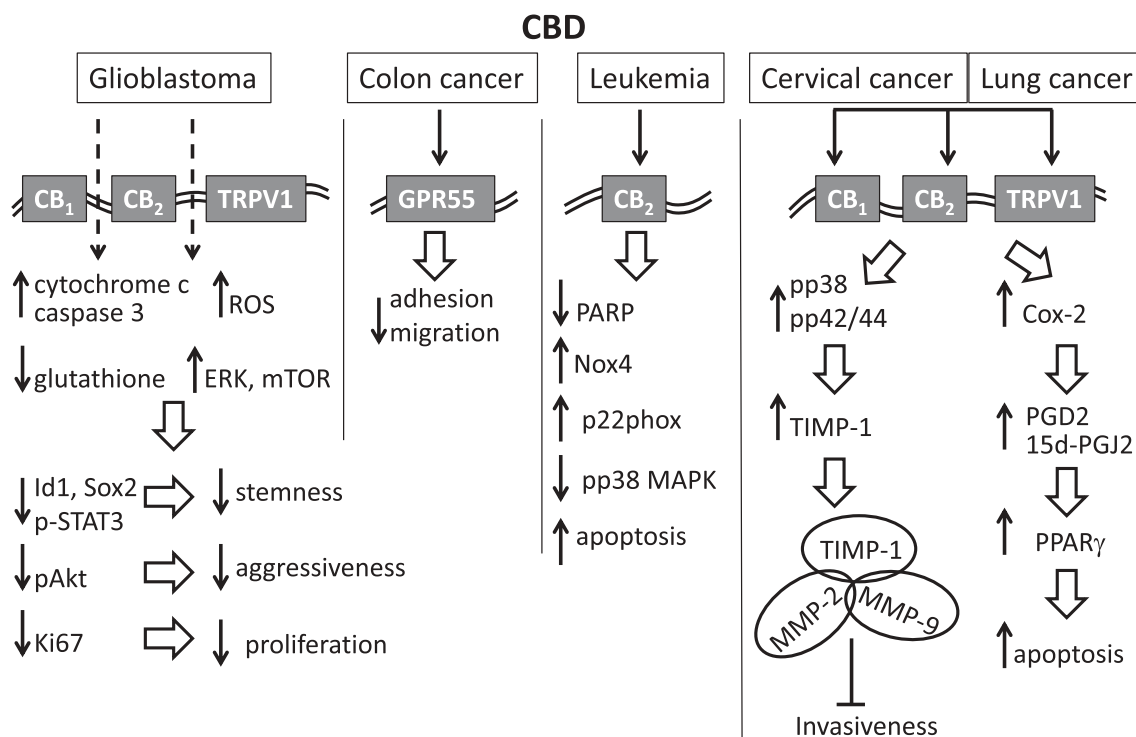 CBD
Glioblastoma
CB1
CB2
TRPV1
cytochrome c
caspase 3
ROS
glutathione
ERK, mTOR
Id1, Sox2
p-STAT3
stemness
pAkt
aggressiveness
Ki67
proliferation
Colon cancer
GPR55
adhesion
migration
Leukemia
CB2
PARP
Nox4
p22phox
pp38 MAPK
apoptosis
Cervical cancer
Lung cancer
CB1
CB2
TRPV1
pp38
pp42/44
TIMP-1
TIMP-1
MMP-2
MMP-9
Invasiveness
Cox-2
PGD2
15d-PGJ2
PPARγ
apoptosis